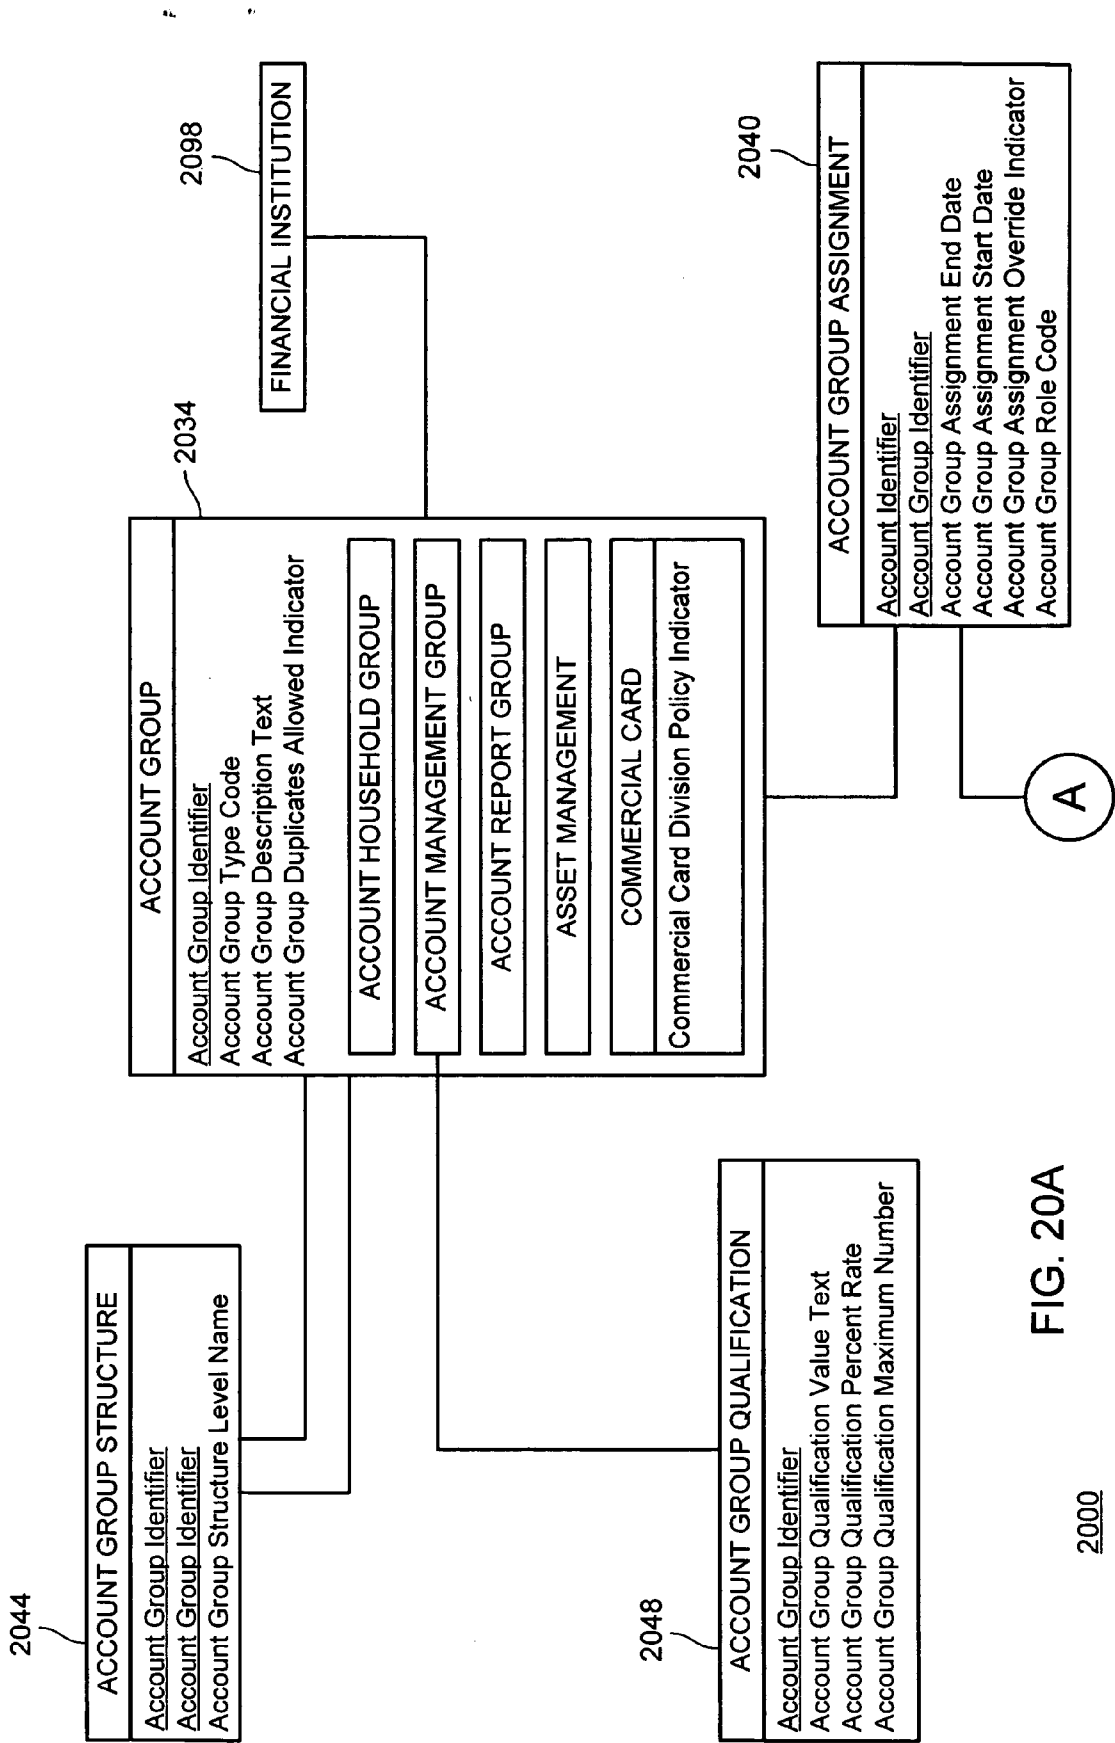 2044
ACCOUNT GROUP STRUCTURE
Account Group Identifier
Account Group Identifier
Account Group Structure Level Name
ACCOUNT GROUP
2034
Account Group Identifier
Account Group Type Code
Account Group Description Text
Account Group Duplicates Allowed Indicator
ACCOUNT HOUSEHOLD GROUP
ACCOUNT MANAGEMENT GROUP
ACCOUNT REPORT GROUP
ASSET MANAGEMENT
COMMERCIAL CARD
Commercial Card Division Policy Indicator
2098
FINANCIAL INSTITUTION
2048
ACCOUNT GROUP QUALIFICATION
Account Group Identifier
Account Group Qualification Value Text
Account Group Qualification Percent Rate
Account Group Qualification Maximum Number
2040
ACCOUNT GROUP ASSIGNMENT
Account Identifier
Account Group Identifier
Account Group Assignment End Date
Account Group Assignment Start Date
Account Group Assignment Override Indicator
Account Group Role Code
A
FIG. 20A
2000